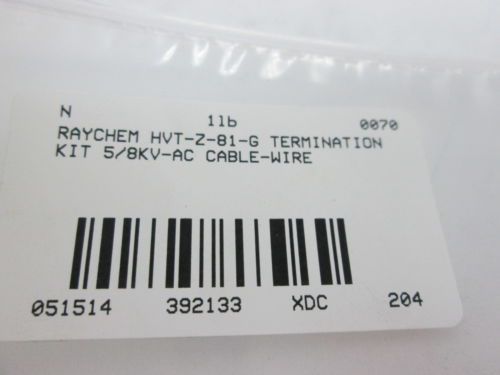 N 1lb 0070
RAYCHEM HVT-Z-81-G TERMINATION
KIT 5/8KV-AC CABLE-WIRE
051514 392133 XDC 204